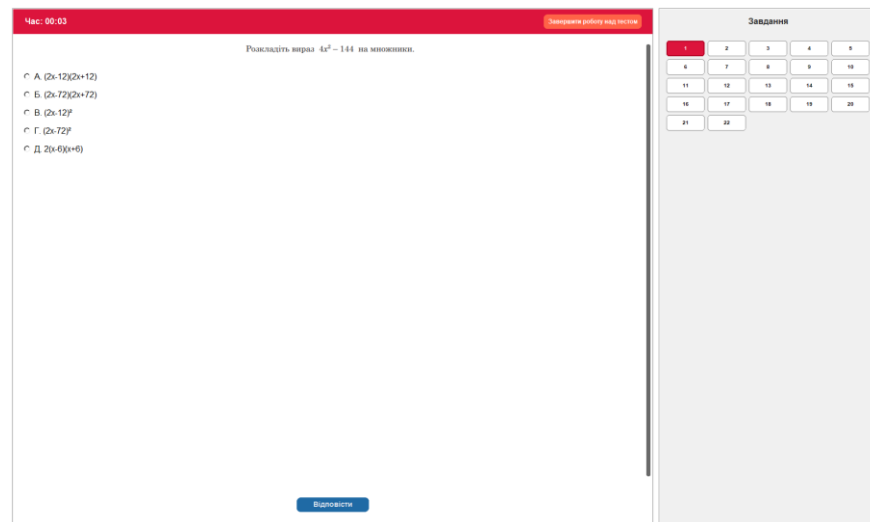 Час: 00:03
Завершити роботу над тестом
Розкладіть вираз 4x² − 144 на множники.
А. (2x-12)(2x+12)
Б. (2x-72)(2x+72)
В. (2x-12)²
Г. (2x-72)²
Д. 2(x-6)(x+6)
Відповісти
Завдання
1 2 3 4 5
6 7 8 9 10
11 12 13 14 15
16 17 18 19 20
21 22